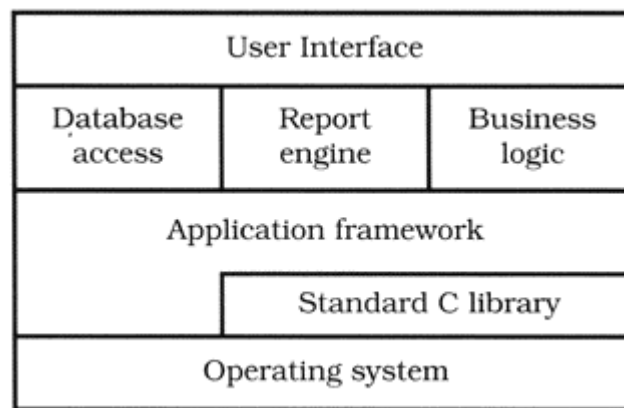 User Interface
Database Report Business
access engine logic
Application framework
Standard C library
Operating system